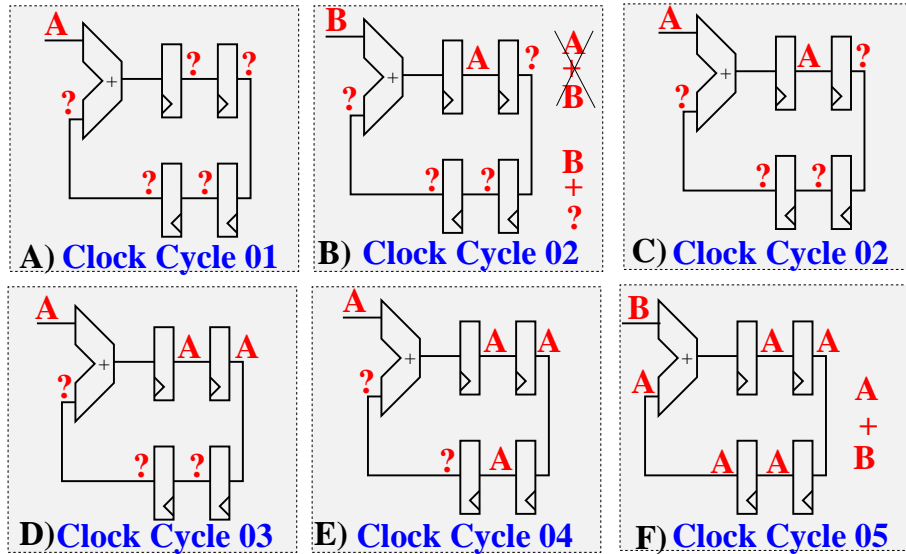 A
?
?
?
+
?
?
A) Clock Cycle 01
B
A
?
?
+
?
?
A
+
B
B
+
?
B) Clock Cycle 02
A
A
?
?
+
?
?
C) Clock Cycle 02
A
A
A
?
+
?
?
D) Clock Cycle 03
A
A
A
?
+
?
A
E) Clock Cycle 04
B
A
A
A
+
A
A
A
+
B
F) Clock Cycle 05